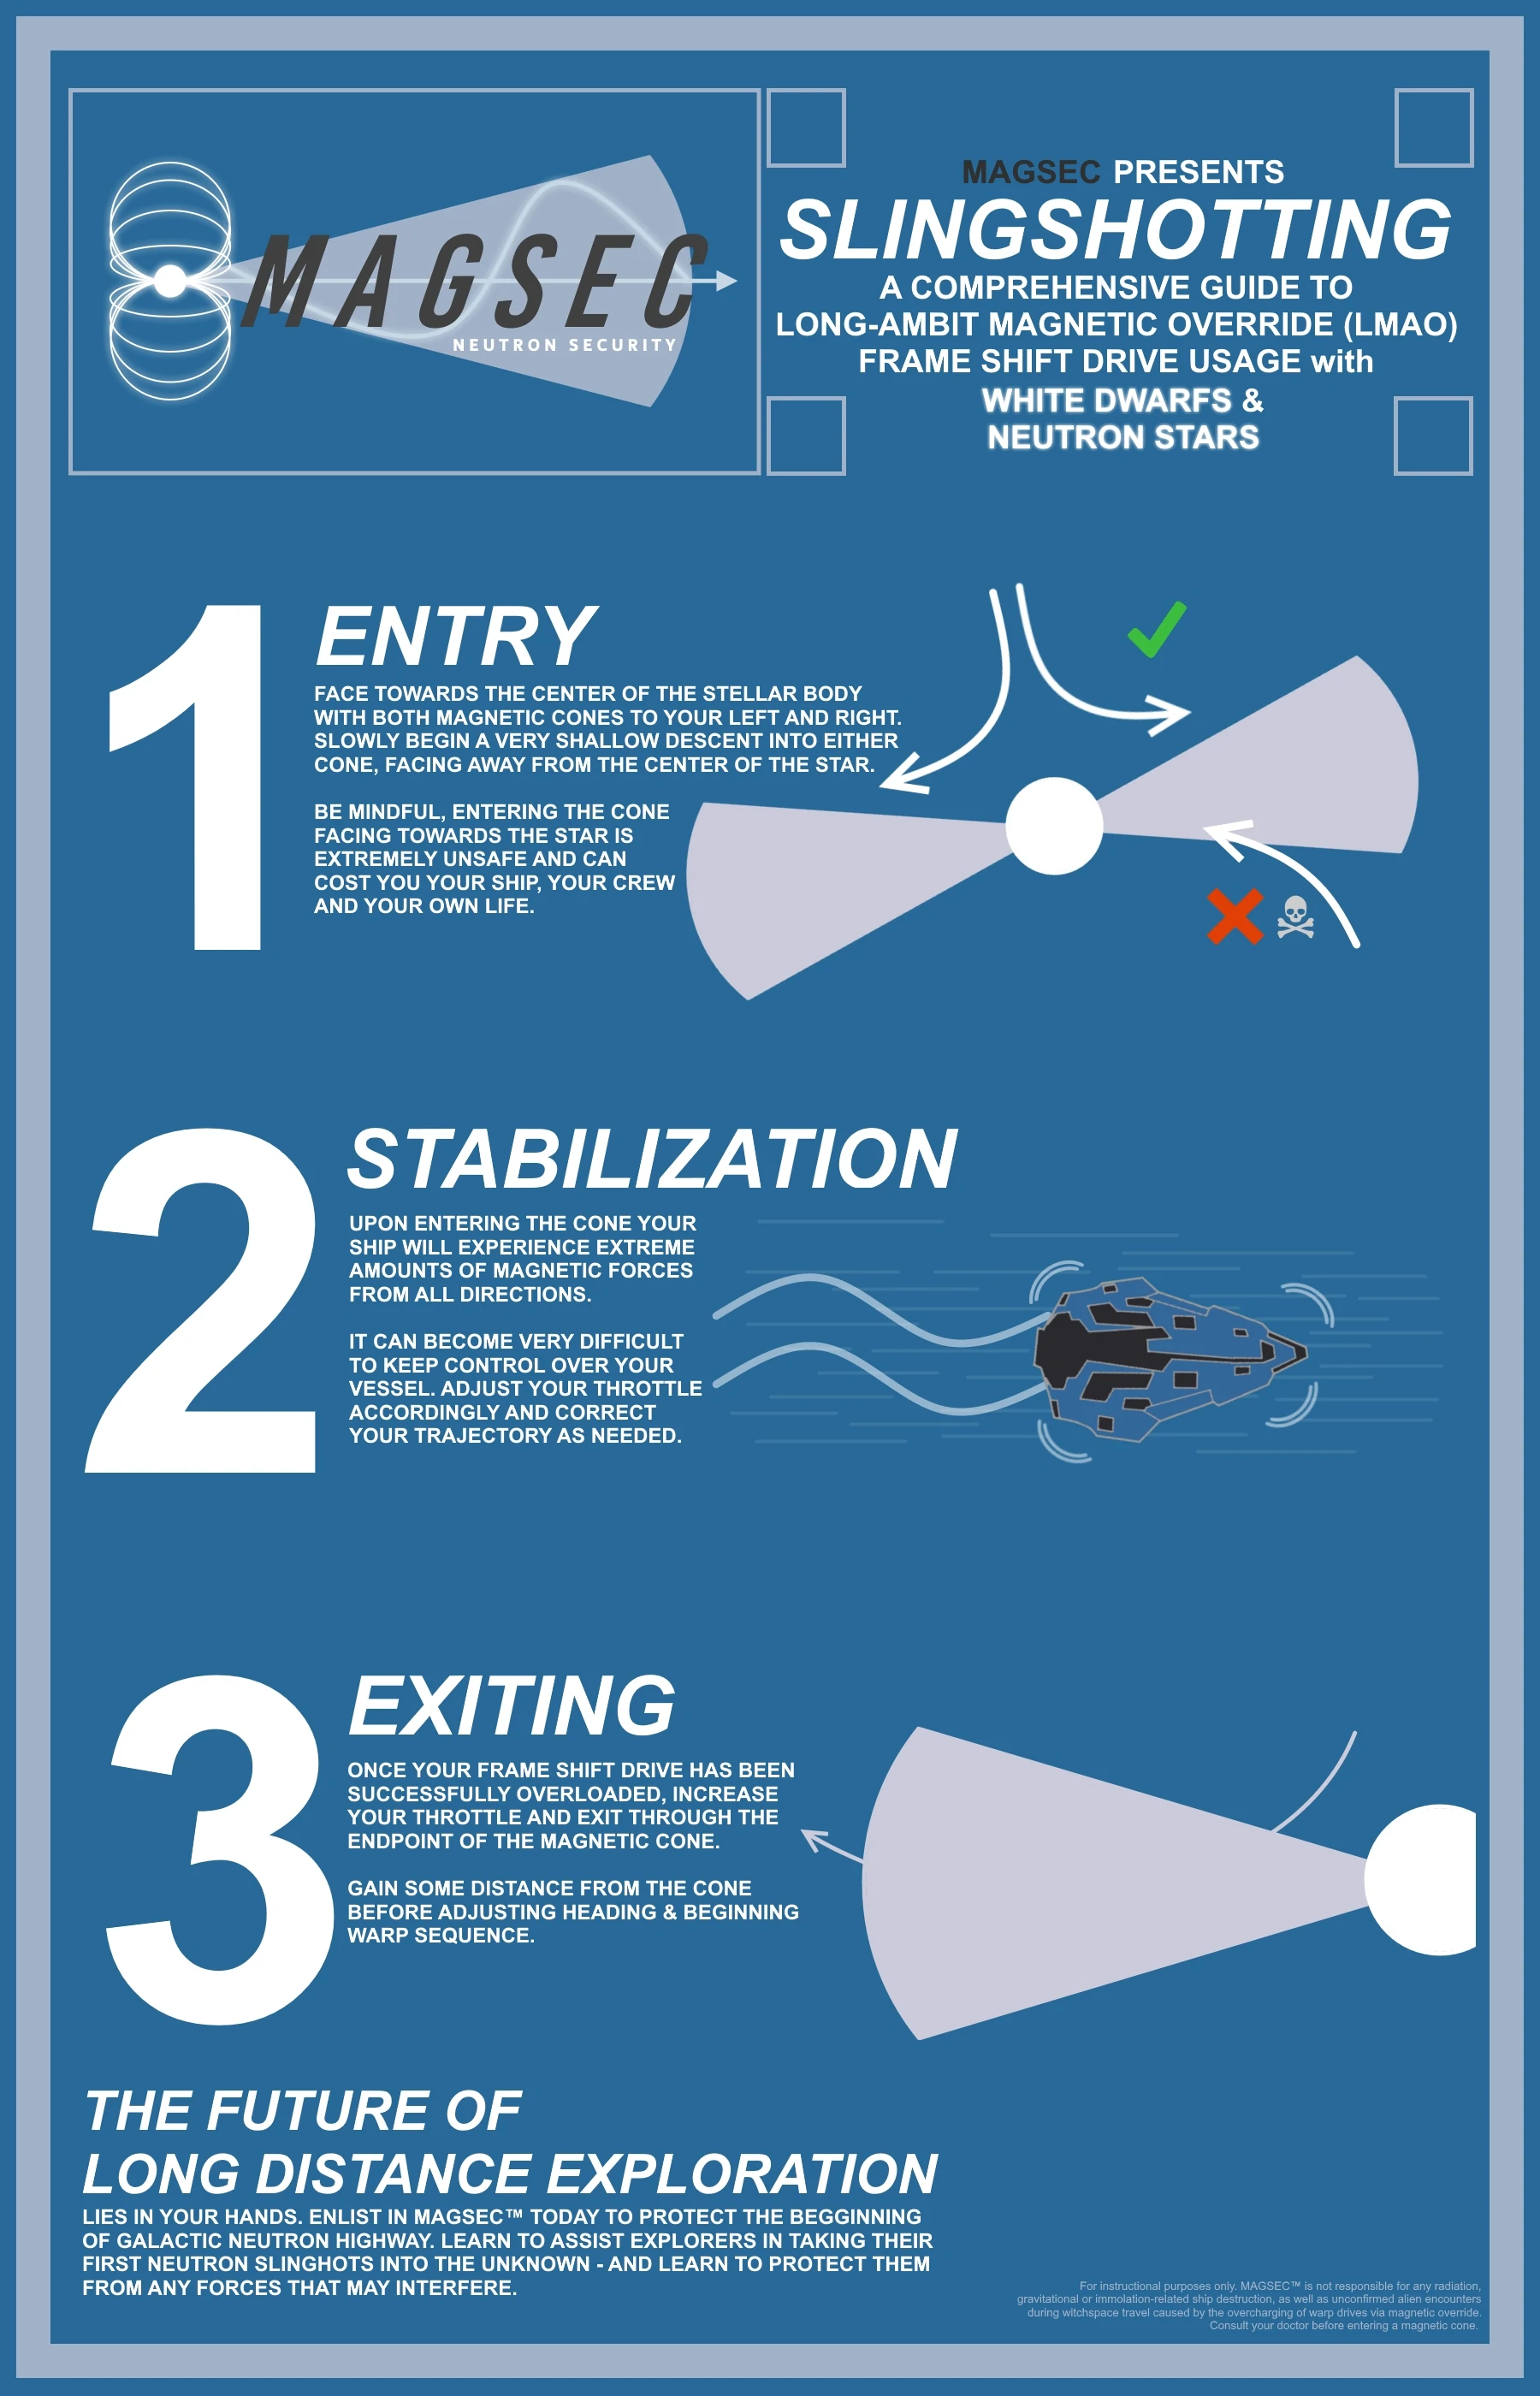 MAGSEC
NEUTRON SECURITY
MAGSEC PRESENTS
SLINGSHOTTING
A COMPREHENSIVE GUIDE TO
LONG-AMBIT MAGNETIC OVERRIDE (LMAO)
FRAME SHIFT DRIVE USAGE with
WHITE DWARFS &
NEUTRON STARS
1
ENTRY
FACE TOWARDS THE CENTER OF THE STELLAR BODY
WITH BOTH MAGNETIC CONES TO YOUR LEFT AND RIGHT.
SLOWLY BEGIN A VERY SHALLOW DESCENT INTO EITHER
CONE, FACING AWAY FROM THE CENTER OF THE STAR.
BE MINDFUL, ENTERING THE CONE
FACING TOWARDS THE STAR IS
EXTREMELY UNSAFE AND CAN
COST YOU YOUR SHIP, YOUR CREW
AND YOUR OWN LIFE.
2
STABILIZATION
UPON ENTERING THE CONE YOUR
SHIP WILL EXPERIENCE EXTREME
AMOUNTS OF MAGNETIC FORCES
FROM ALL DIRECTIONS.
IT CAN BECOME VERY DIFFICULT
TO KEEP CONTROL OVER YOUR
VESSEL. ADJUST YOUR THROTTLE
ACCORDINGLY AND CORRECT
YOUR TRAJECTORY AS NEEDED.
3
EXITING
ONCE YOUR FRAME SHIFT DRIVE HAS BEEN
SUCCESSFULLY OVERLOADED, INCREASE
YOUR THROTTLE AND EXIT THROUGH THE
ENDPOINT OF THE MAGNETIC CONE.
GAIN SOME DISTANCE FROM THE CONE
BEFORE ADJUSTING HEADING & BEGINNING
WARP SEQUENCE.
THE FUTURE OF
LONG DISTANCE EXPLORATION
LIES IN YOUR HANDS. ENLIST IN MAGSEC™ TODAY TO PROTECT THE BEGGINNING
OF GALACTIC NEUTRON HIGHWAY. LEARN TO ASSIST EXPLORERS IN TAKING THEIR
FIRST NEUTRON SLINGHOTS INTO THE UNKNOWN - AND LEARN TO PROTECT THEM
FROM ANY FORCES THAT MAY INTERFERE.
For instructional purposes only. MAGSEC™ is not responsible for any radiation,
gravitational or immolation-related ship destruction, as well as unconfirmed alien encounters
during witchspace travel caused by the overcharging of warp drives via magnetic override.
Consult your doctor before entering a magnetic cone.